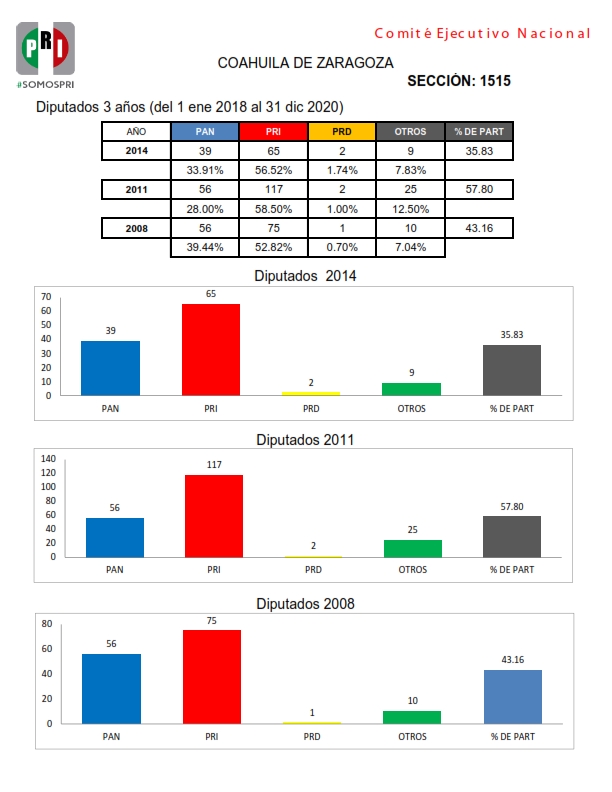 PRI
#SOMOSPRI
Comité Ejecutivo Nacional
COAHUILA DE ZARAGOZA
SECCIÓN: 1515
Diputados 3 años (del 1 ene 2018 al 31 dic 2020)
AÑO PAN PRI PRD OTROS % DE PART
2014 39 65 2 9 35.83
33.91% 56.52% 1.74% 7.83%
2011 56 117 2 25 57.80
28.00% 58.50% 1.00% 12.50%
2008 56 75 1 10 43.16
39.44% 52.82% 0.70% 7.04%
Diputados 2014
70
60
50
40
30
20
10
0
39
65
2
9
35.83
PAN PRI PRD OTROS % DE PART
Diputados 2011
140
120
100
80
60
40
20
0
56
117
2
25
57.80
PAN PRI PRD OTROS % DE PART
Diputados 2008
80
60
40
20
0
56
75
1
10
43.16
PAN PRI PRD OTROS % DE PART